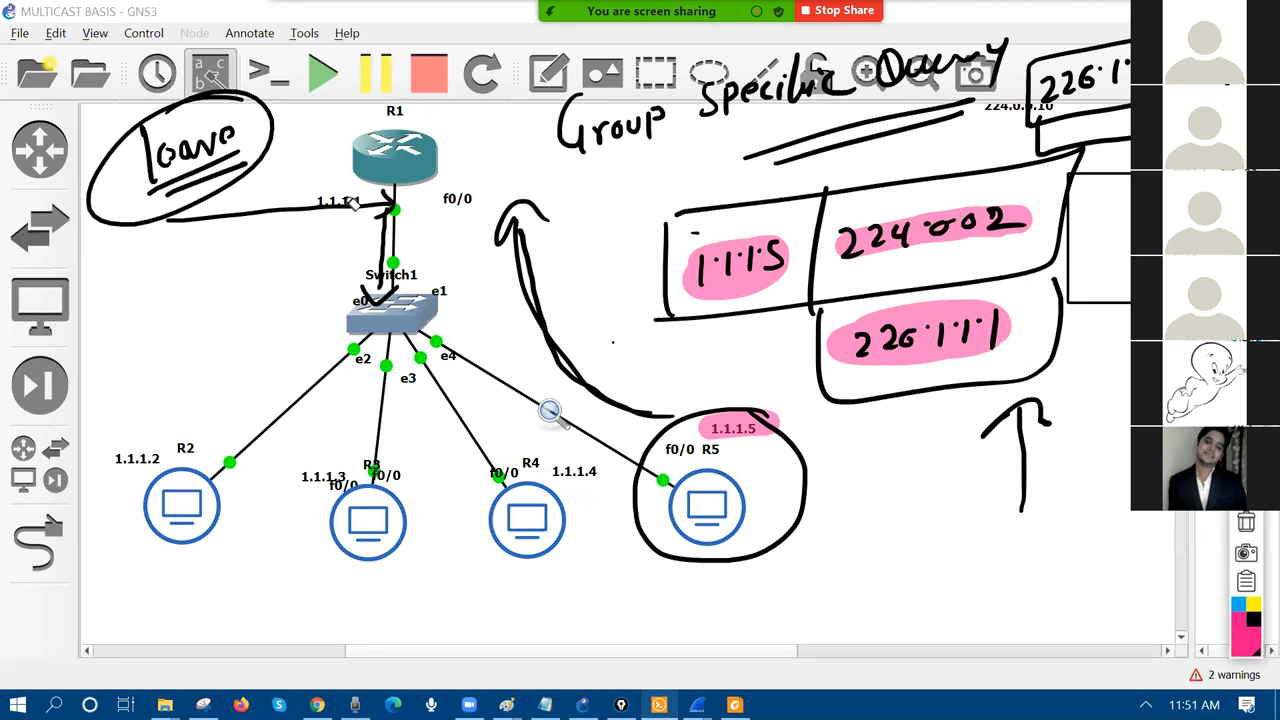 MULTICAST BASIS - GNS3
You are screen sharing
Stop Share
File Edit View Control Node Annotate Tools Help
Group Specific Query
226.1.
224.0.0.10
R1
leave
1.1.1.1
f0/0
1.1.1.5
224.0.0.2
226.1.1.1
Switch1
e0
e1
e2
e3
e4
1.1.1.5
f0/0 R5
1.1.1.2
R2
1.1.1.3
R3
f0/0
f0/0
f0/0
R4
1.1.1.4
2 warnings
11:51 AM